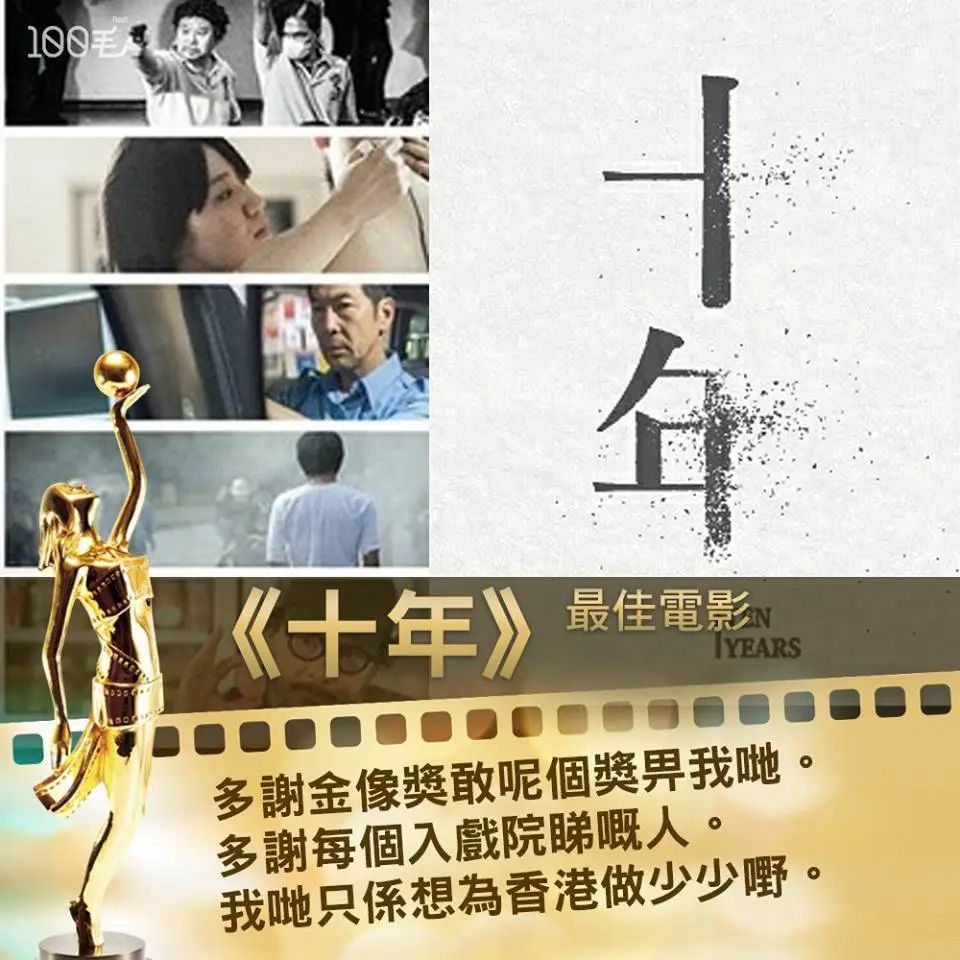 100毛
十年
《十年》
最佳電影
TEN
YEARS
多謝金像獎敢呢個獎畀我哋。
多謝每個入戲院睇嘅人。
我哋只係想為香港做少少嘢。